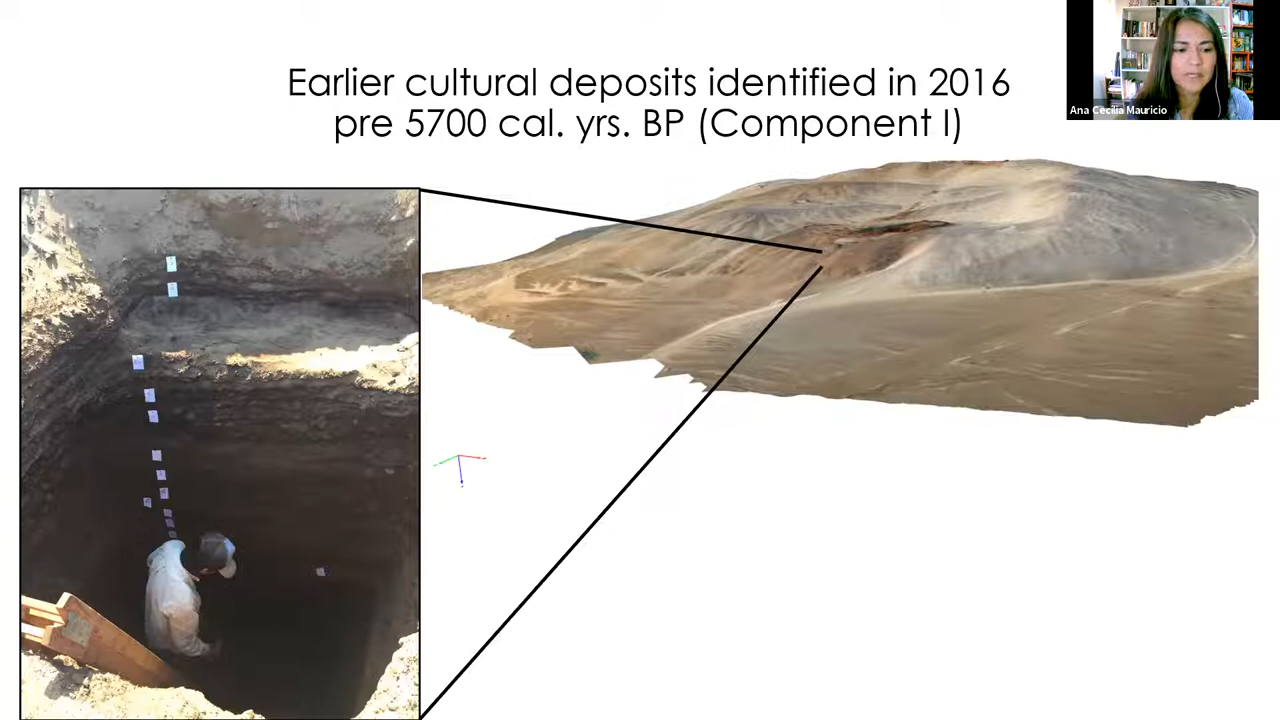 Earlier cultural deposits identified in 2016
pre 5700 cal. yrs. BP (Component I)
Ana Cecilia Mauricio